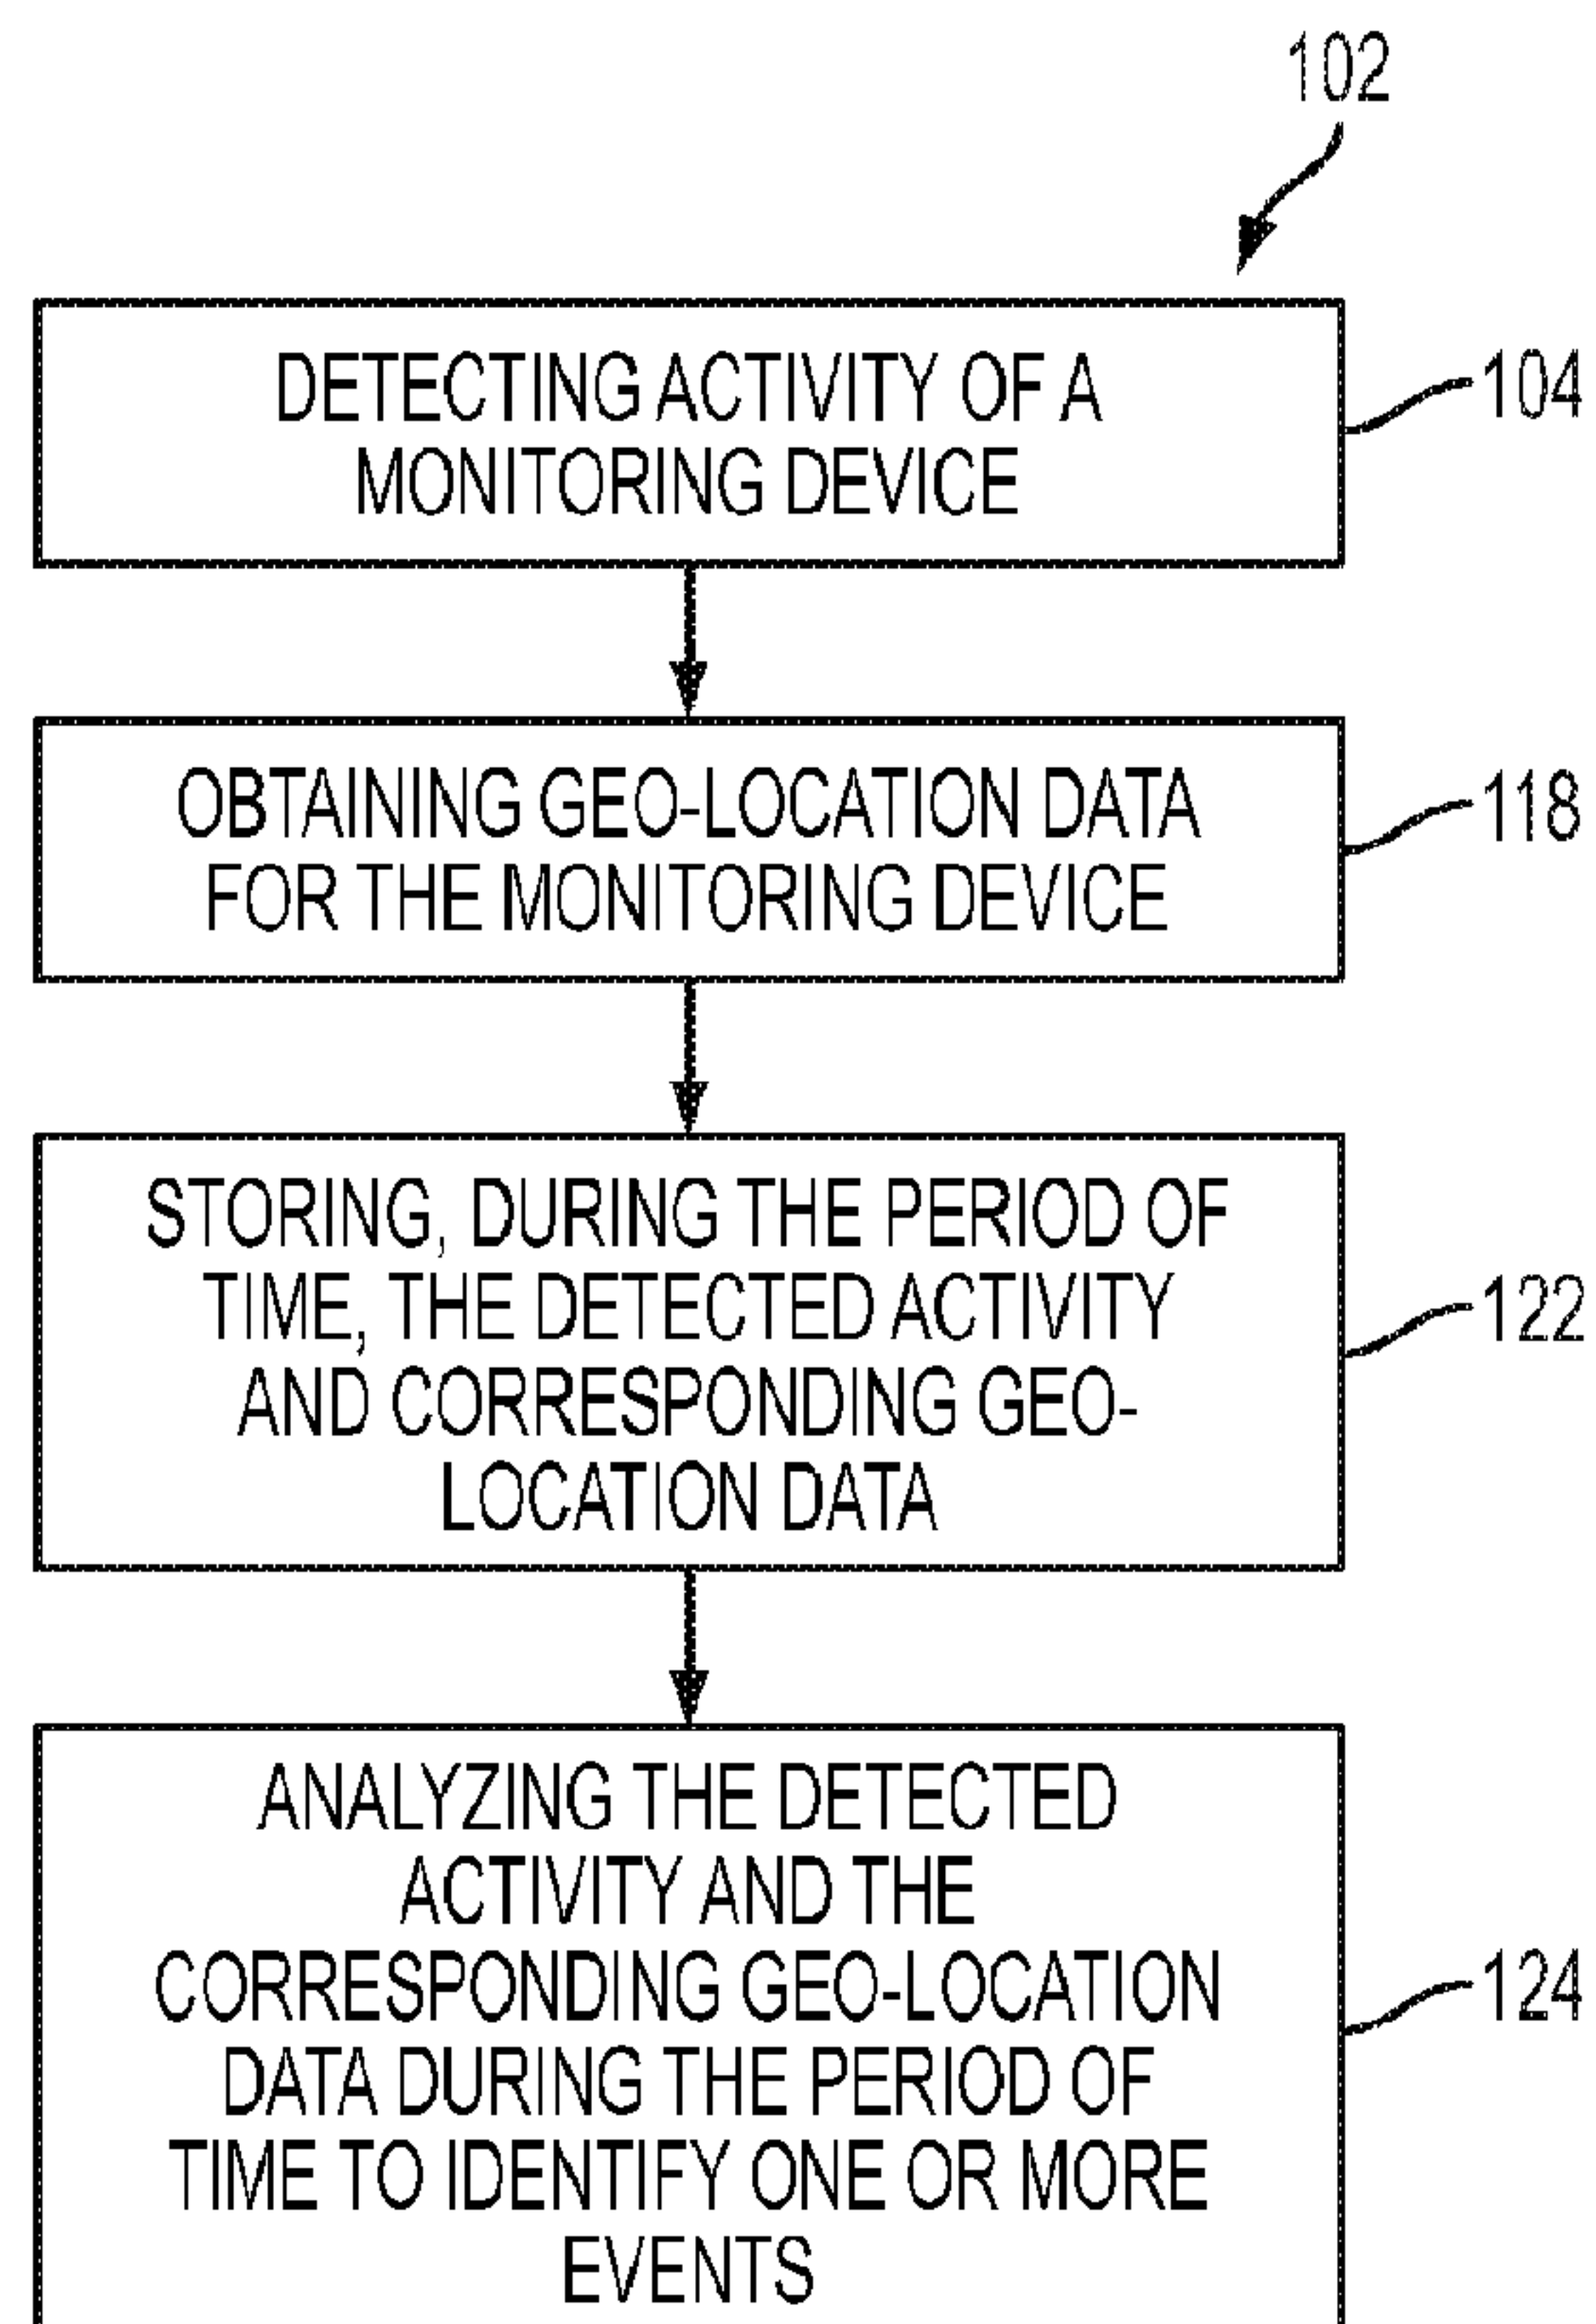 102
DETECTING ACTIVITY OF A
MONITORING DEVICE
104
OBTAINING GEO-LOCATION DATA
FOR THE MONITORING DEVICE
118
STORING, DURING THE PERIOD OF
TIME, THE DETECTED ACTIVITY
AND CORRESPONDING GEO-
LOCATION DATA
122
ANALYZING THE DETECTED
ACTIVITY AND THE
CORRESPONDING GEO-LOCATION
DATA DURING THE PERIOD OF
TIME TO IDENTIFY ONE OR MORE
EVENTS
124